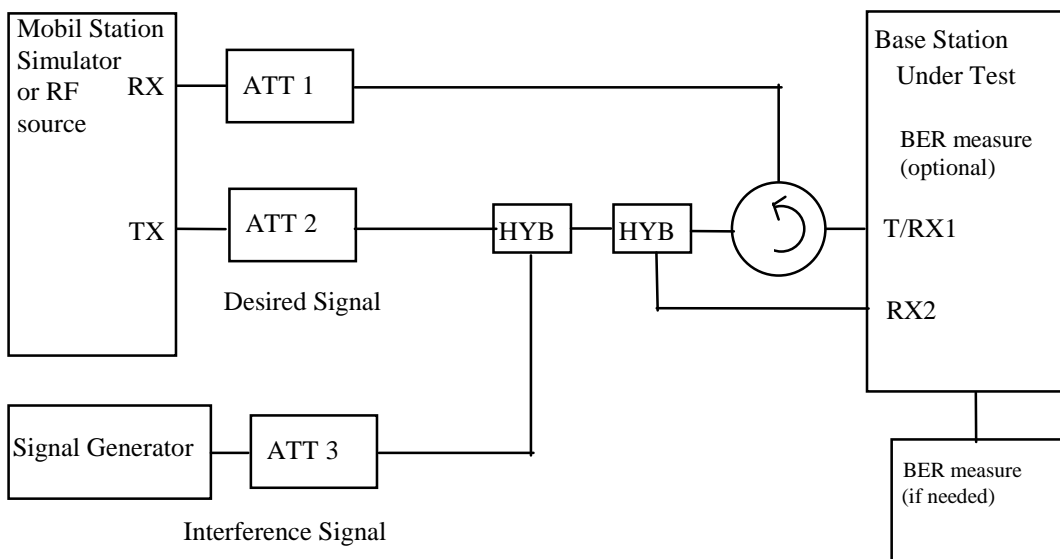 Mobil Station
Simulator
or RF
source
RX
TX
ATT 1
ATT 2
HYB
HYB
Desired Signal
Signal Generator
ATT 3
Interference Signal
Base Station
Under Test
BER measure
(optional)
T/RX1
RX2
BER measure
(if needed)